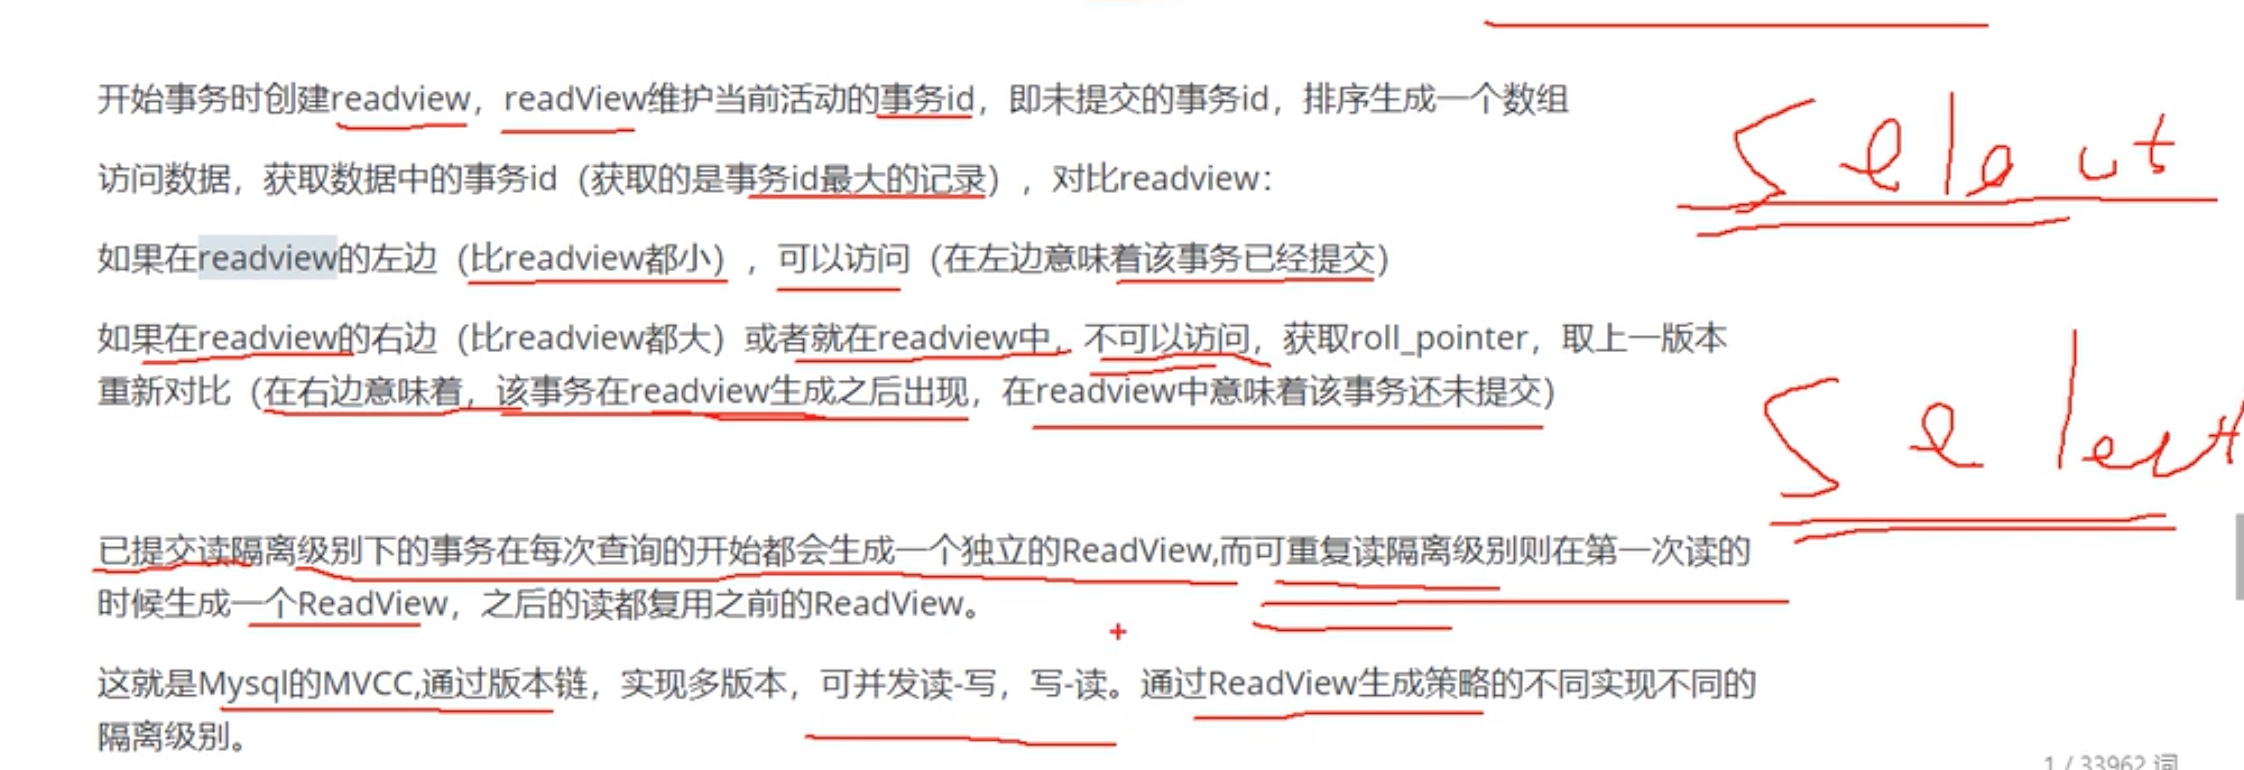 开始事务时创建readview，readView维护当前活动的事务id，即未提交的事务id，排序生成一个数组
访问数据，获取数据中的事务id（获取的是事务id最大的记录），对比readview：
如果在readview的左边（比readview都小），可以访问（在左边意味着该事务已经提交）
如果在readview的右边（比readview都大）或者就在readview中，不可以访问，获取roll_pointer，取上一版本
重新对比（在右边意味着，该事务在readview生成之后出现，在readview中意味着该事务还未提交）
Select
Select
已提交读隔离级别下的事务在每次查询的开始都会生成一个独立的ReadView,而可重复读隔离级别则在第一次读的
时候生成一个ReadView，之后的读都复用之前的ReadView。
这就是Mysql的MVCC,通过版本链，实现多版本，可并发读-写，写-读。通过ReadView生成策略的不同实现不同的
隔离级别。
1 / 33962 词